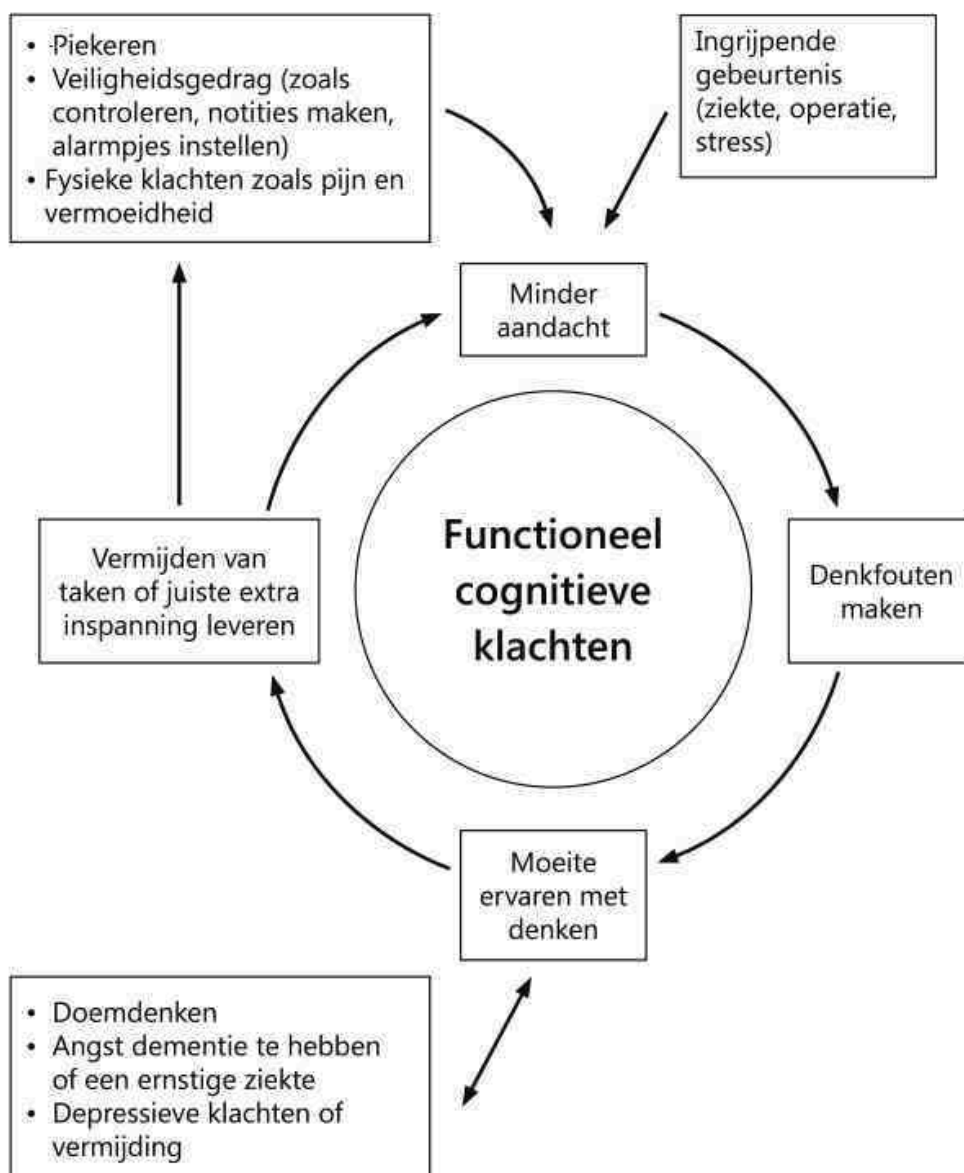 • Piekeren
• Veiligheidsgedrag (zoals
controleren, notities maken,
alarmpjes instellen)
• Fysieke klachten zoals pijn en
vermoeidheid
Ingrijpende
gebeurtenis
(ziekte, operatie,
stress)
Minder
aandacht
Vermijden van
taken of juiste extra
inspanning leveren
Functioneel
cognitieve
klachten
Denkfouten
maken
Moeite
ervaren met
denken
• Doemdenken
• Angst dementie te hebben
of een ernstige ziekte
• Depressieve klachten of
vermijding